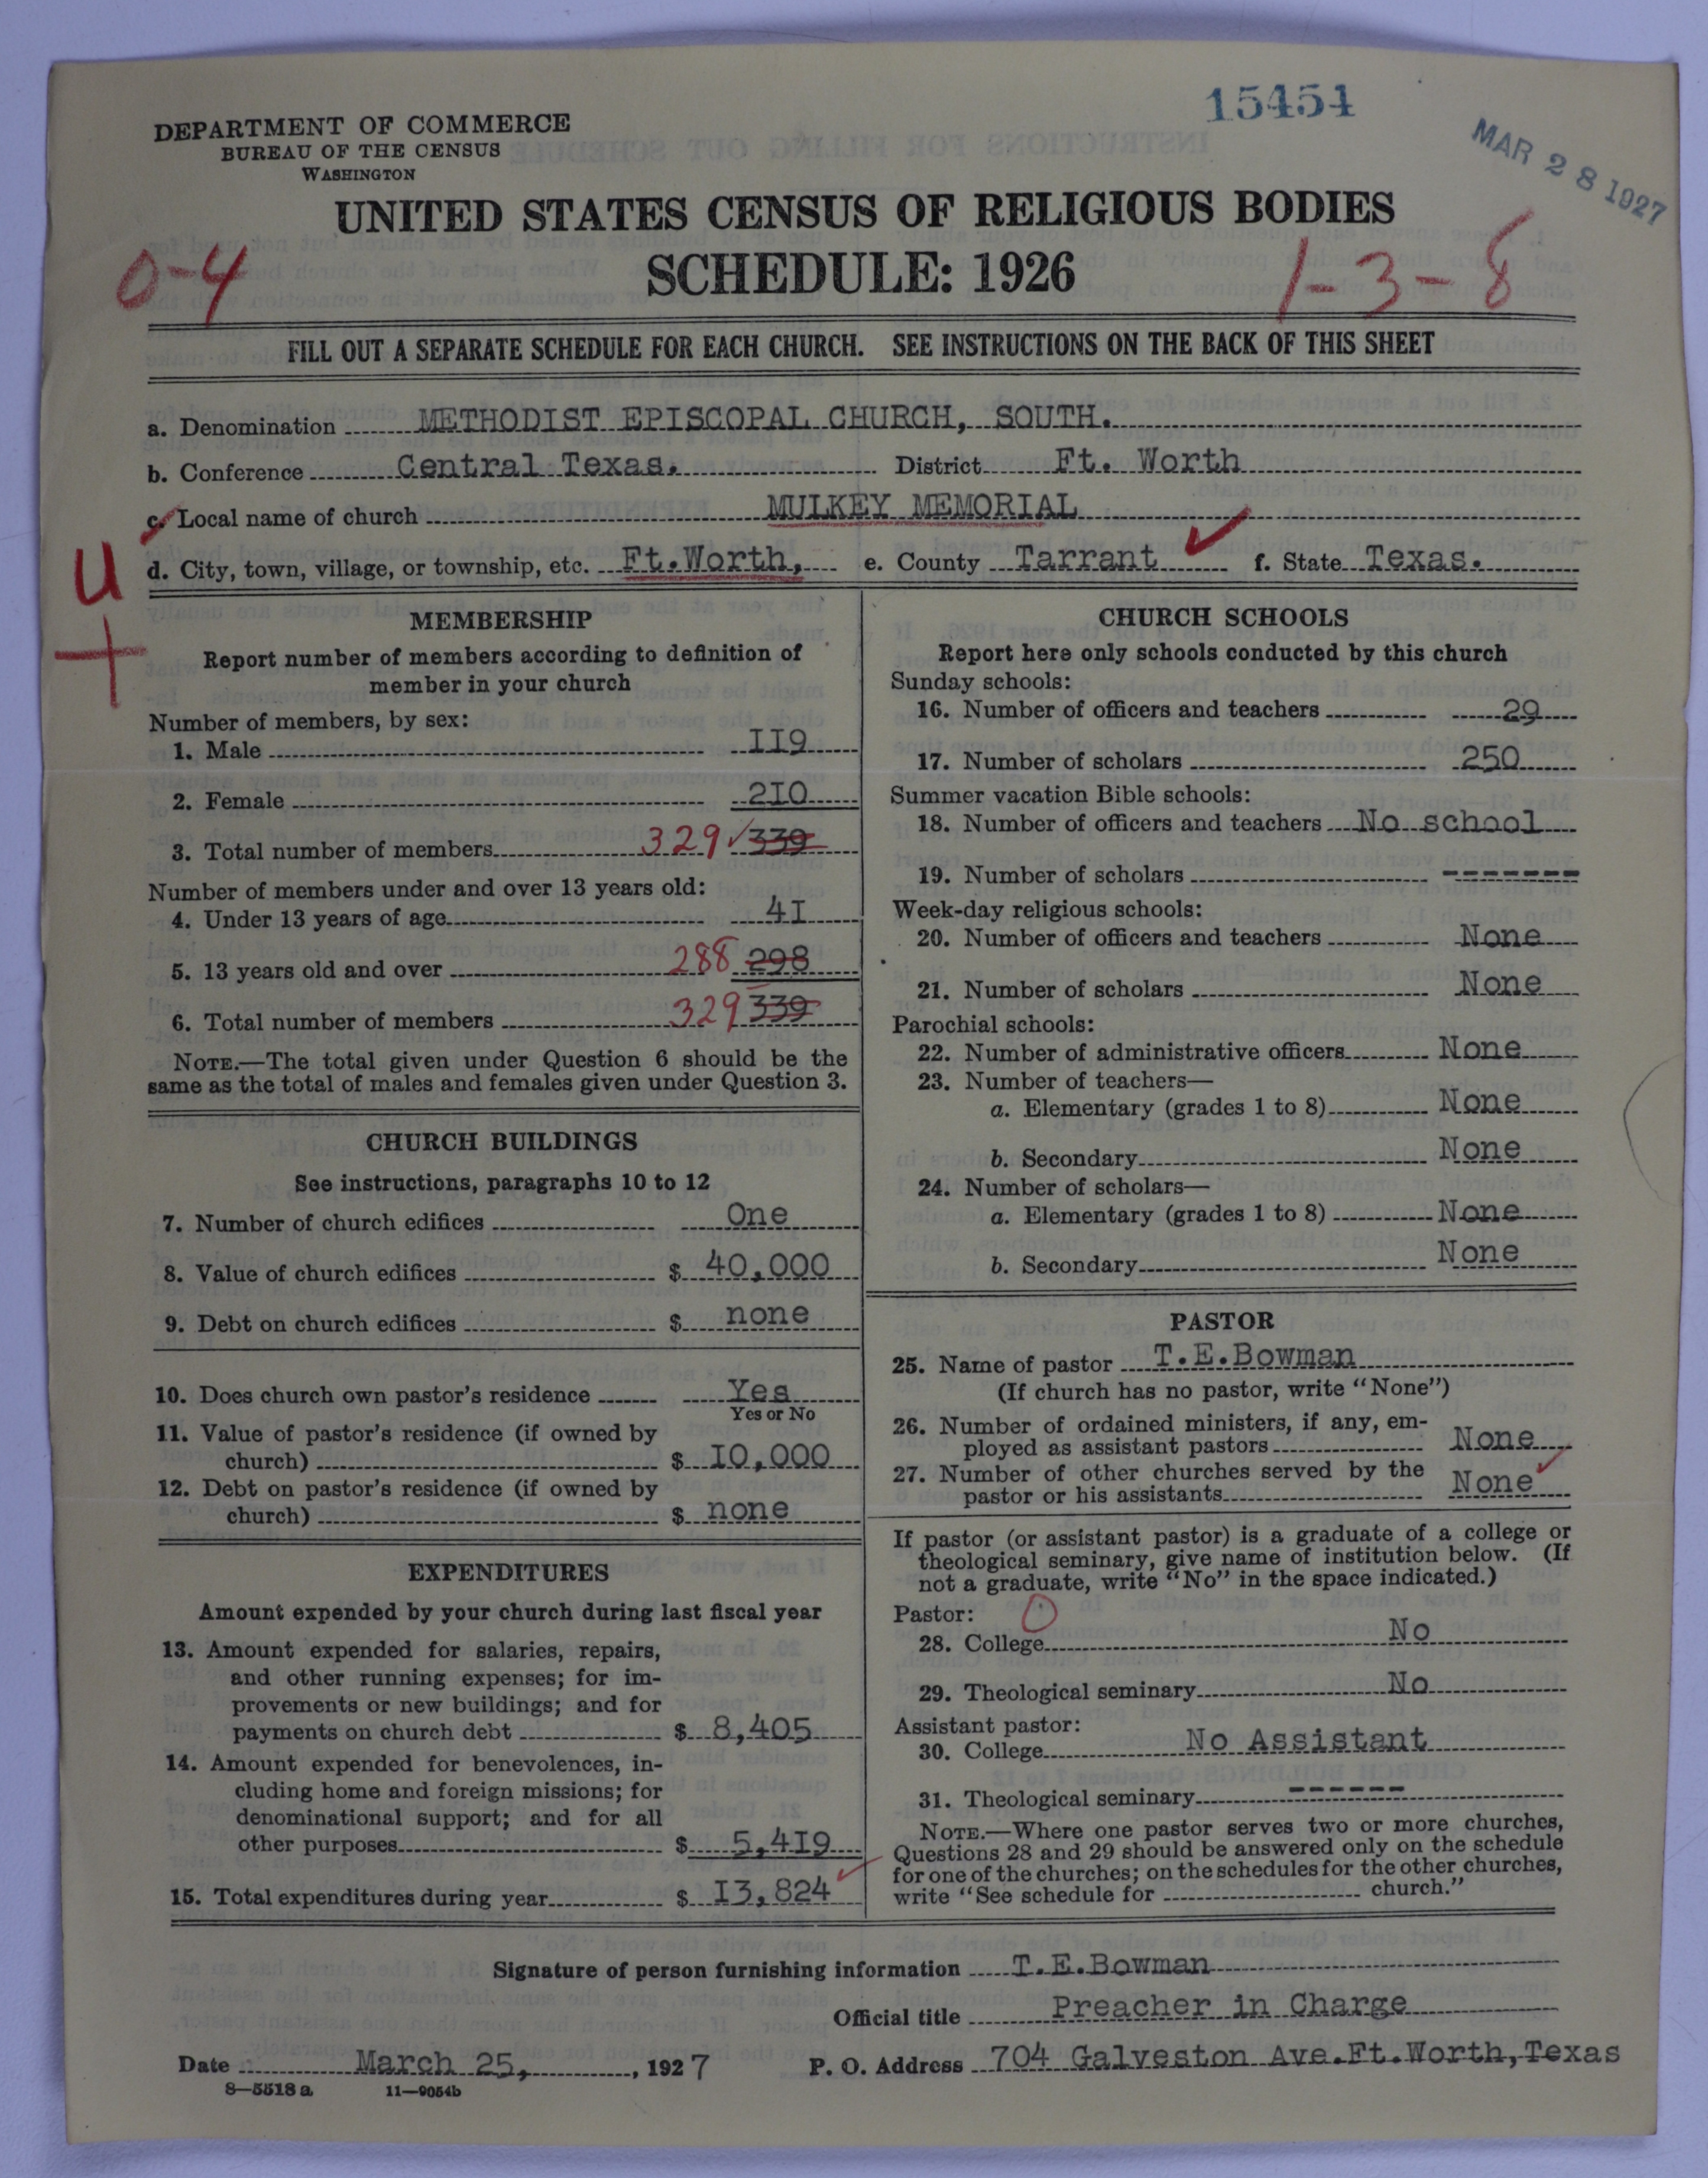 15454
MAR 28 1927
DEPARTMENT OF COMMERCE
BUREAU OF THE CENSUS
WASHINGTON
UNITED STATES CENSUS OF RELIGIOUS BODIES
0-4
SCHEDULE: 1926
1-3-8
FILL OUT A SEPARATE SCHEDULE FOR EACH CHURCH. SEE INSTRUCTIONS ON THE BACK OF THIS SHEET
a. Denomination METHODIST EPISCOPAL CHURCH, SOUTH.
b. Conference Central Texas. District Ft. Worth
c. Local name of church MULKEY MEMORIAL
d. City, town, village, or township, etc. Ft.Worth, e. County Tarrant ✓ f. State Texas.
U
+
MEMBERSHIP
Report number of members according to definition of
member in your church
Number of members, by sex:
1. Male II9
2. Female 2I0
3. Total number of members 329 ✓ 339
Number of members under and over 13 years old:
4. Under 13 years of age 4I
5. 13 years old and over 288 298
6. Total number of members 329 339
NOTE.—The total given under Question 6 should be the
same as the total of males and females given under Question 3.
CHURCH BUILDINGS
See instructions, paragraphs 10 to 12
7. Number of church edifices One
8. Value of church edifices $ 40,000
9. Debt on church edifices $ none
10. Does church own pastor's residence Yes
Yes or No
11. Value of pastor's residence (if owned by
church) $ I0,000
12. Debt on pastor's residence (if owned by
church) $ none
EXPENDITURES
Amount expended by your church during last fiscal year
13. Amount expended for salaries, repairs,
and other running expenses; for im-
provements or new buildings; and for
payments on church debt $ 8,405
14. Amount expended for benevolences, in-
cluding home and foreign missions; for
denominational support; and for all
other purposes $ 5,4I9
15. Total expenditures during year $ I3,824 ✓
CHURCH SCHOOLS
Report here only schools conducted by this church
Sunday schools:
16. Number of officers and teachers 29
17. Number of scholars 250
Summer vacation Bible schools:
18. Number of officers and teachers No school
19. Number of scholars -------
Week-day religious schools:
20. Number of officers and teachers None
21. Number of scholars None
Parochial schools:
22. Number of administrative officers None
23. Number of teachers—
a. Elementary (grades 1 to 8) None
b. Secondary None
24. Number of scholars—
a. Elementary (grades 1 to 8) None
b. Secondary None
PASTOR
25. Name of pastor T.E.Bowman
(If church has no pastor, write "None")
26. Number of ordained ministers, if any, em-
ployed as assistant pastors None
27. Number of other churches served by the
pastor or his assistants None ✓
If pastor (or assistant pastor) is a graduate of a college or
theological seminary, give name of institution below. (If
not a graduate, write "No" in the space indicated.)
Pastor: 0
28. College No
29. Theological seminary No
Assistant pastor:
30. College No Assistant
31. Theological seminary ------
NOTE.—Where one pastor serves two or more churches,
Questions 28 and 29 should be answered only on the schedule
for one of the churches; on the schedules for the other churches,
write "See schedule for church."
Signature of person furnishing information T.E.Bowman
Official title Preacher in Charge
Date March 25, 1927 P. O. Address 704 Galveston Ave.Ft.Worth,Texas
8—5518 a 11—9054b